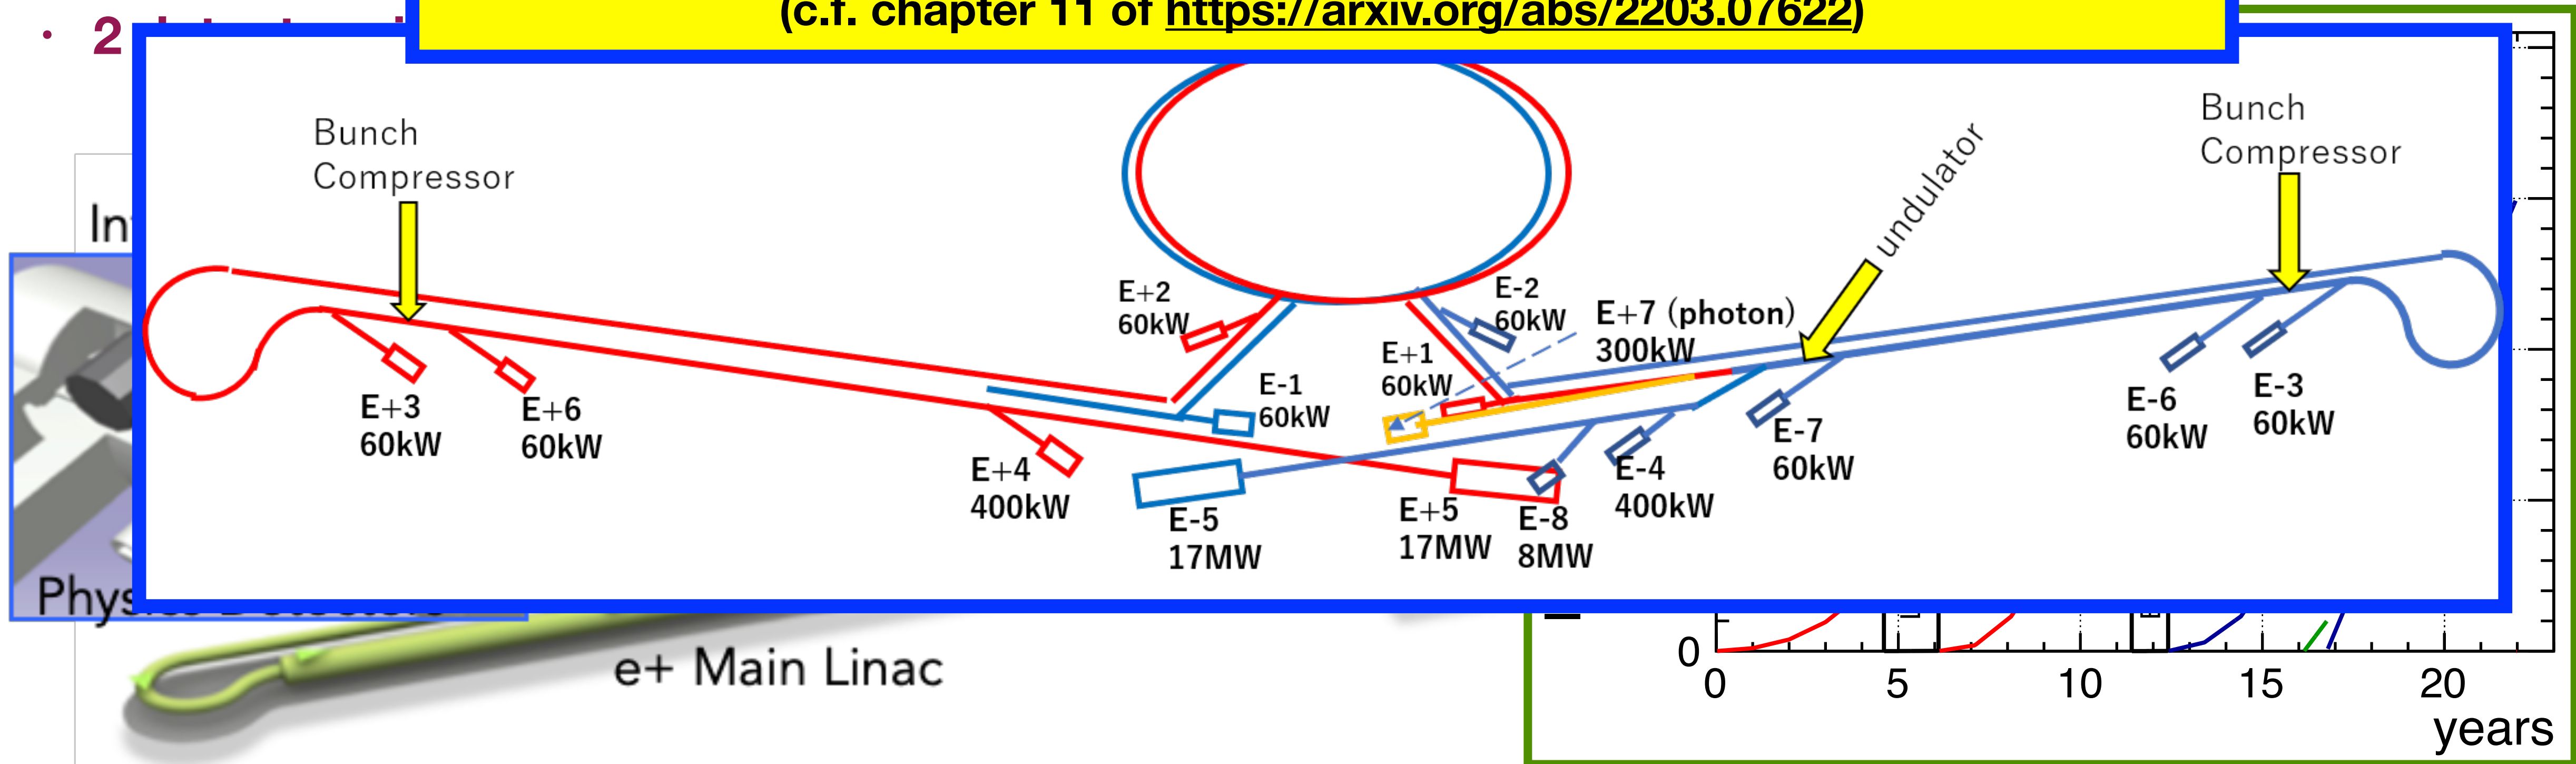 (c.f. chapter 11 of https://arxiv.org/abs/2203.07622)
• 2
Bunch
Compressor
Bunch
Compressor
undulator
E+2
60kW
E-2
60kW
E+7 (photon)
300kW
E+1
60kW
E-1
60kW
E+3
60kW
E+6
60kW
E+4
400kW
E-5
17MW
E+5
17MW
E-8
8MW
E-4
400kW
E-7
60kW
E-6
60kW
E-3
60kW
e+ Main Linac
0
0
5
10
15
20
years